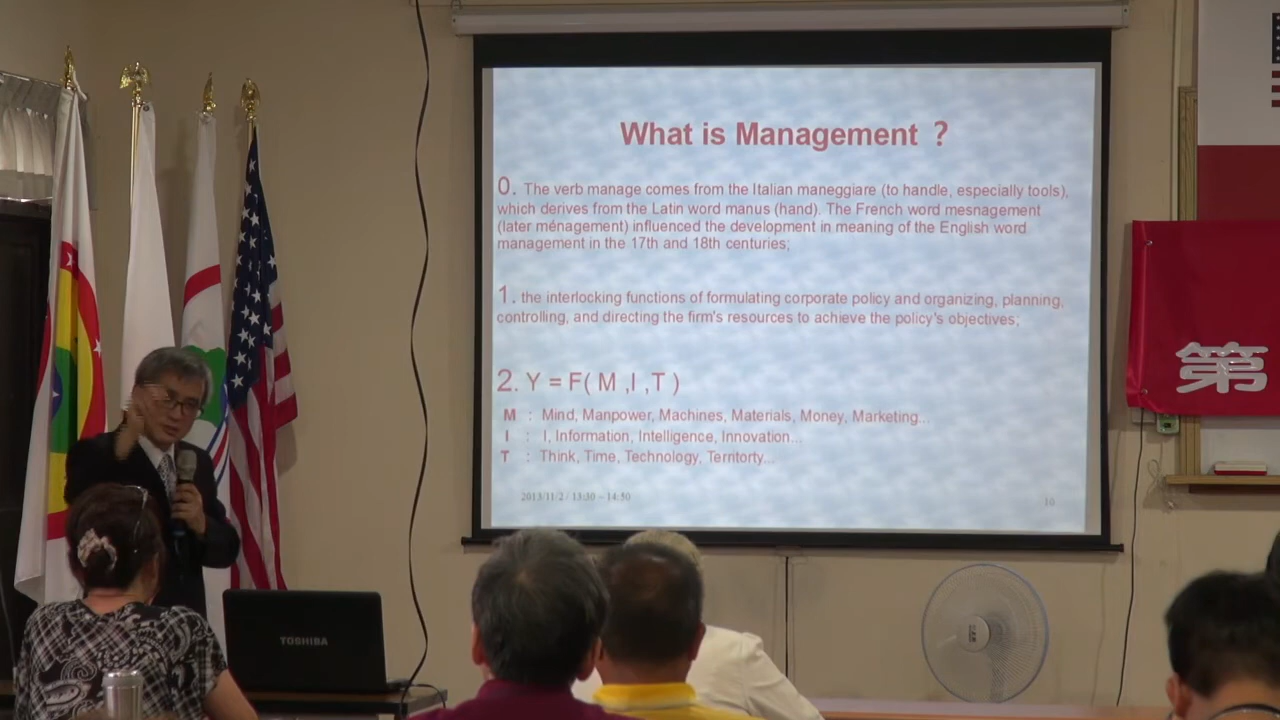 What is Management ?
0. The verb manage comes from the Italian maneggiare (to handle, especially tools),
which derives from the Latin word manus (hand). The French word mesnagement
(later ménagement) influenced the development in meaning of the English word
management in the 17th and 18th centuries;
1. the interlocking functions of formulating corporate policy and organizing, planning,
controlling, and directing the firm's resources to achieve the policy's objectives;
2. Y = F( M ,I ,T )
M : Mind, Manpower, Machines, Materials, Money, Marketing...
I : I, Information, Intelligence, Innovation...
T : Think, Time, Technology, Territorty...
2013/11/2 / 13:30 – 14:50
10
第
TOSHIBA